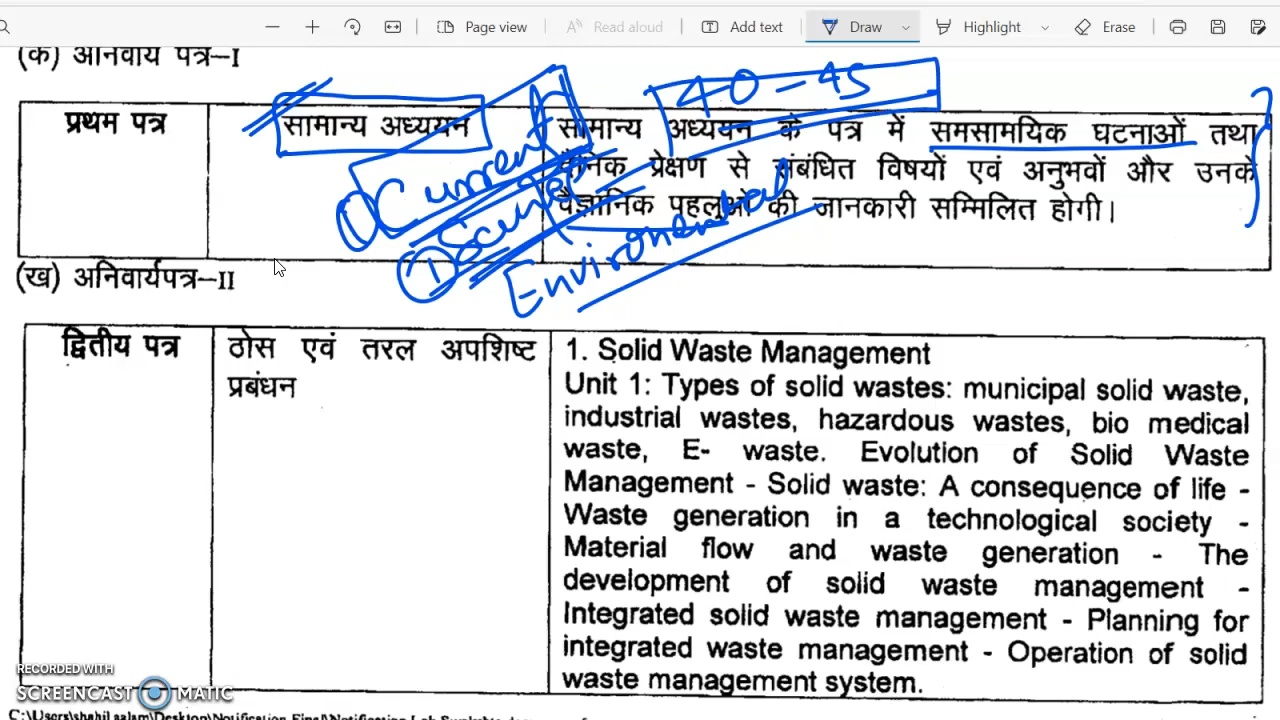 Page view
Read aloud
Add text
Draw
Highlight
Erase
(क) अनिवार्य पत्र–I
40-45
प्रथम पत्र
सामान्य अध्ययन
सामान्य अध्ययन के पत्र में समसामयिक घटनाओं तथा
दैनिक प्रेक्षण से संबंधित विषयों एवं अनुभवों और उनके
वैज्ञानिक पहलूओं की जानकारी सम्मिलित होगी।
① Current
① Science
Enviromental
(ख) अनिवार्यपत्र–II
द्वितीय पत्र
ठोस एवं तरल अपशिष्ट
प्रबंधन
1. Solid Waste Management
Unit 1: Types of solid wastes: municipal solid waste,
industrial wastes, hazardous wastes, bio medical
waste, E- waste. Evolution of Solid Waste
Management - Solid waste: A consequence of life -
Waste generation in a technological society -
Material flow and waste generation - The
development of solid waste management -
Integrated solid waste management - Planning for
integrated waste management - Operation of solid
waste management system.
RECORDED WITH
SCREENCAST MATIC